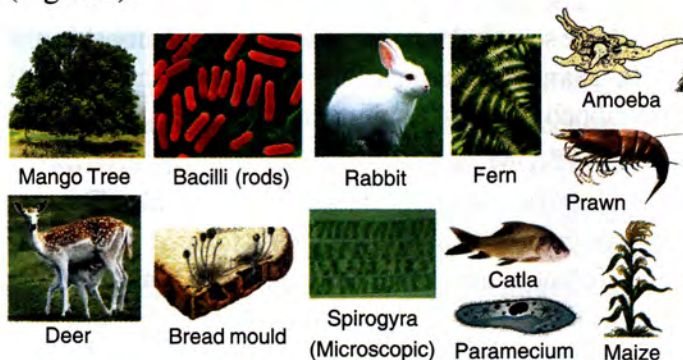 Mango Tree
Bacilli (rods)
Rabbit
Fern
Amoeba
Prawn
Deer
Bread mould
Spirogyra
(Microscopic)
Catla
Paramecium
Maize